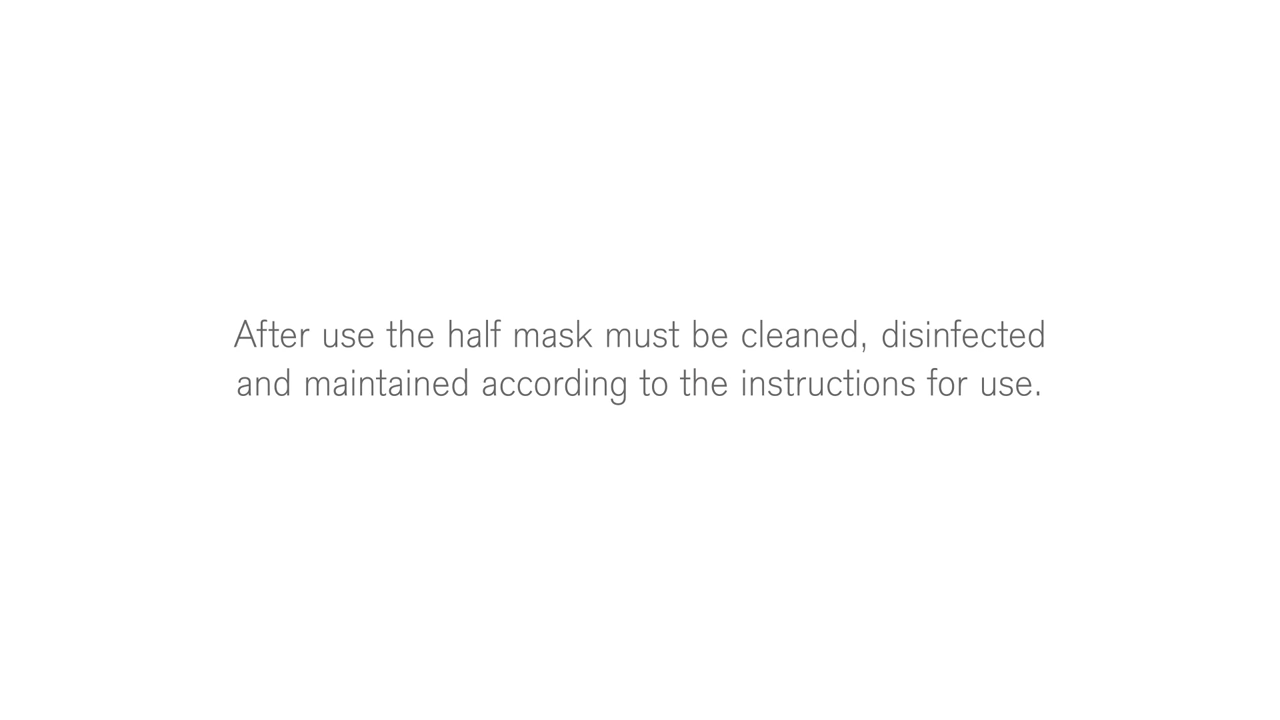 After use the half mask must be cleaned, disinfected
and maintained according to the instructions for use.